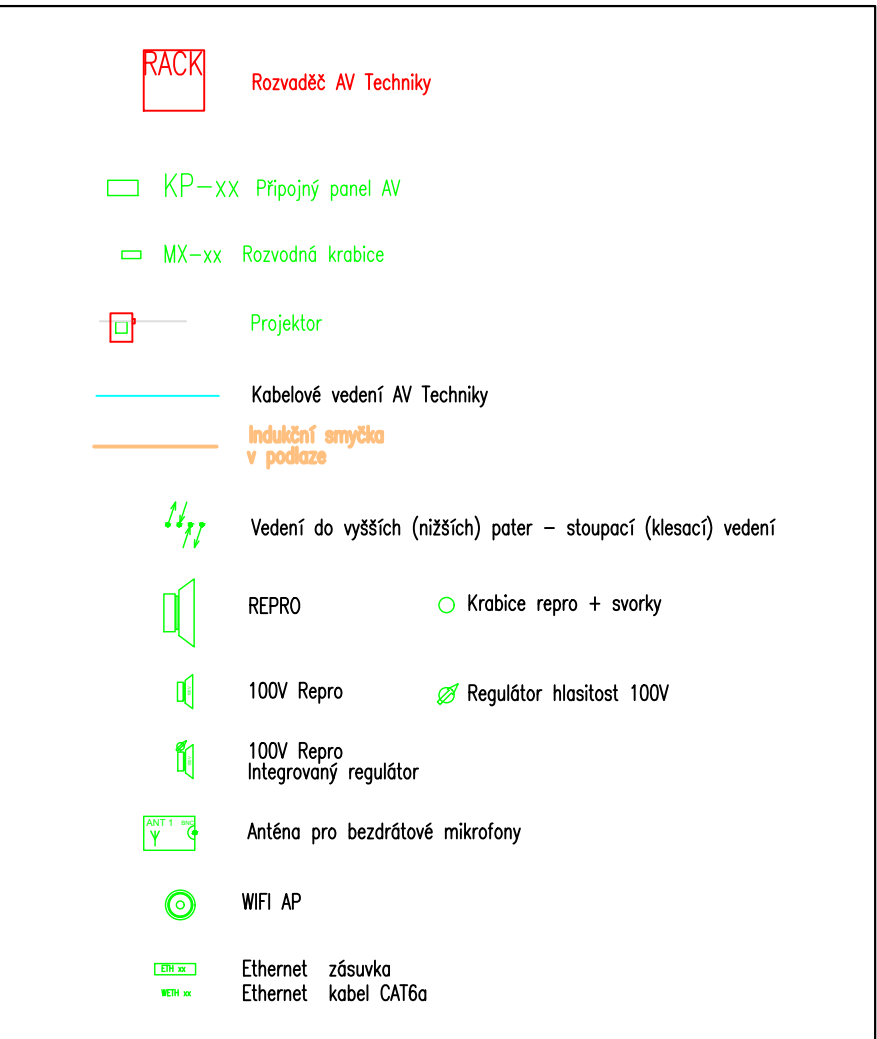 RACK
Rozvaděč AV Techniky
KP-xx Připojný panel AV
MX-xx Rozvodná krabice
Projektor
Kabelové vedení AV Techniky
Indukční smyčka
v podlaze
Vedení do vyšších (nižších) pater - stoupací (klesací) vedení
REPRO
Krabice repro + svorky
100V Repro
Regulátor hlasitost 100V
100V Repro
Integrovaný regulátor
ANT 1 BNC
Anténa pro bezdrátové mikrofony
WIFI AP
ETH xx
Ethernet zásuvka
WETH xx
Ethernet kabel CAT6a